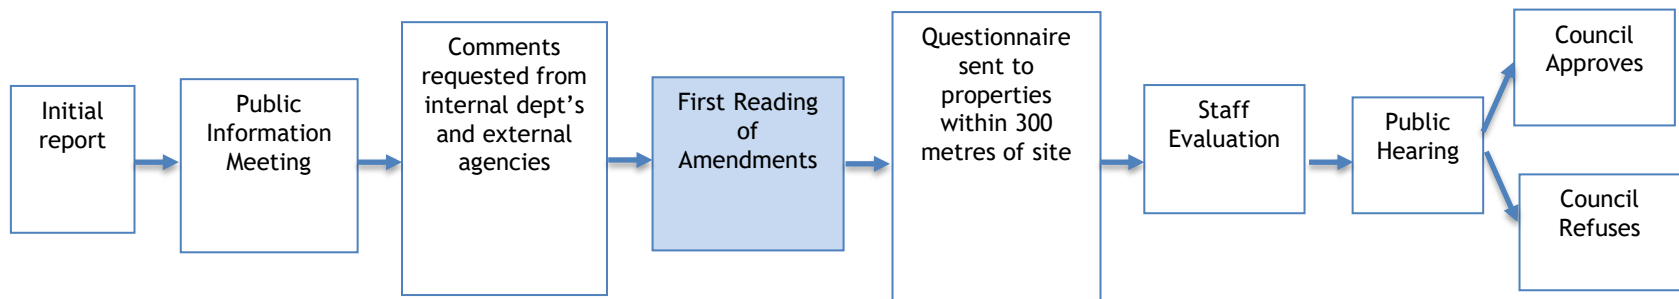 Initial
report
Public
Information
Meeting
Comments
requested from
internal dept’s
and external
agencies
First Reading
of
Amendments
Questionnaire
sent to
properties
within 300
metres of site
Staff
Evaluation
Public
Hearing
Council
Approves
Council
Refuses